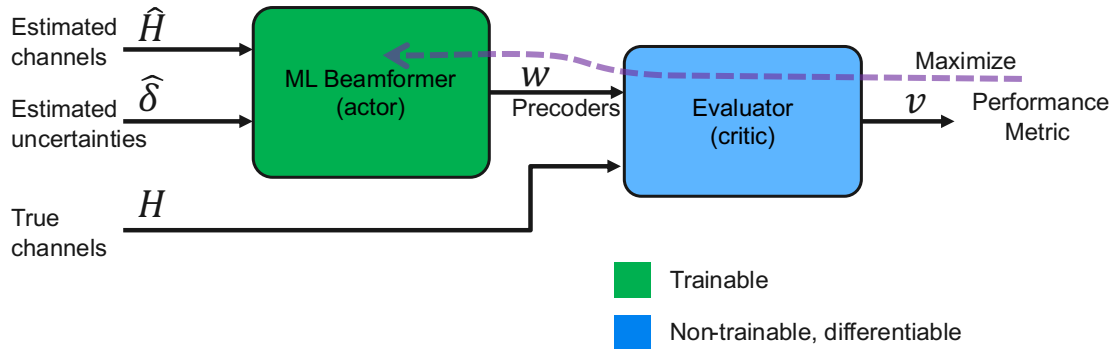 Estimated
channels
Ĥ
Estimated
uncertainties
δ̂
True
channels
H
ML Beamformer
(actor)
w
Precoders
Evaluator
(critic)
Maximize
v
Performance
Metric
Trainable
Non-trainable, differentiable